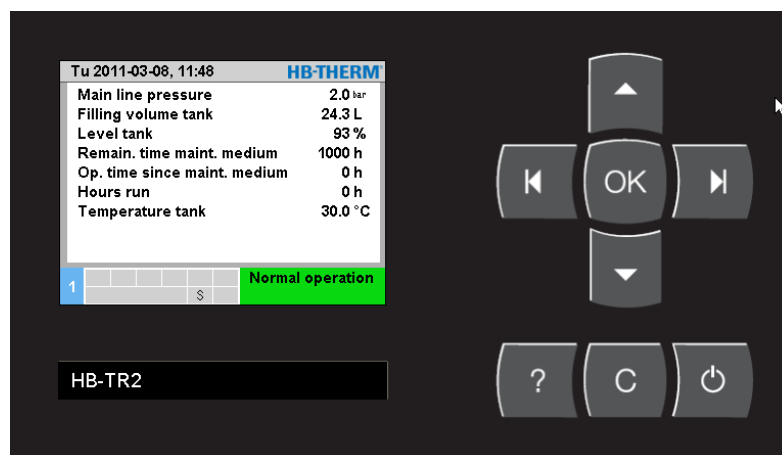 Tu 2011-03-08, 11:48 HB-THERM
Main line pressure 2.0 bar
Filling volume tank 24.3 L
Level tank 93 %
Remain. time maint. medium 1000 h
Op. time since maint. medium 0 h
Hours run 0 h
Temperature tank 30.0 °C
1 S Normal operation
HB-TR2
OK
? C